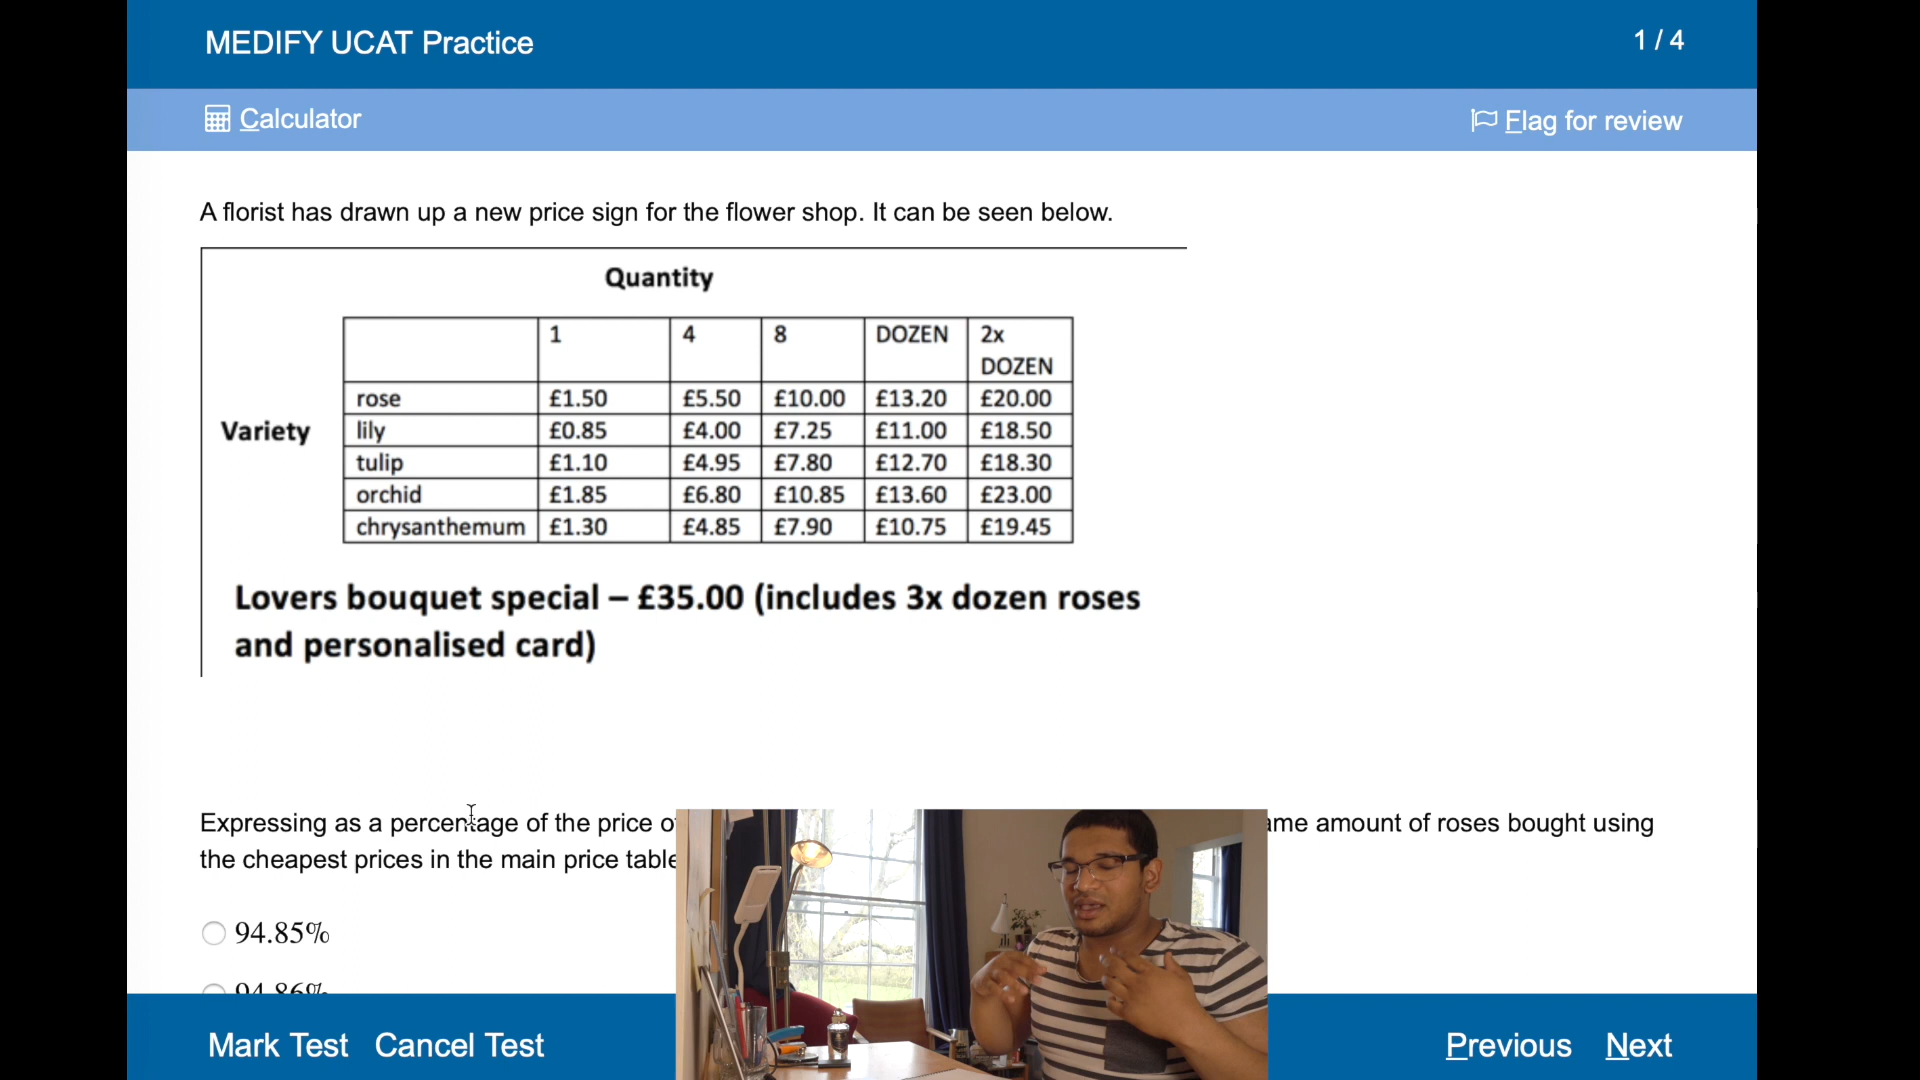 MEDIFY UCAT Practice
1 / 4
Calculator
Flag for review
A florist has drawn up a new price sign for the flower shop. It can be seen below.
Quantity
1 4 8 DOZEN 2x DOZEN
Variety
rose £1.50 £5.50 £10.00 £13.20 £20.00
lily £0.85 £4.00 £7.25 £11.00 £18.50
tulip £1.10 £4.95 £7.80 £12.70 £18.30
orchid £1.85 £6.80 £10.85 £13.60 £23.00
chrysanthemum £1.30 £4.85 £7.90 £10.75 £19.45
Lovers bouquet special – £35.00 (includes 3x dozen roses
and personalised card)
Expressing as a percentage of the price amount of roses bought using
the cheapest prices in the main price table
94.85%
94.86%
Mark Test Cancel Test
Previous Next